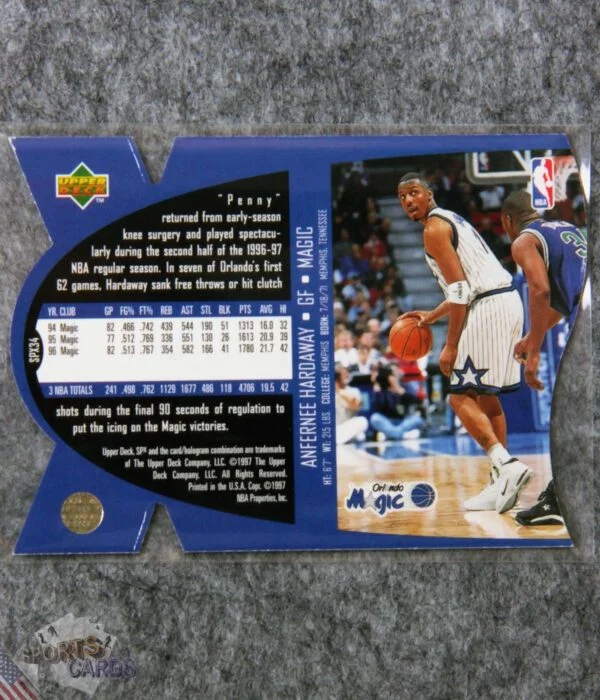 UPPER
DECK
TM
"Penny"
returned from early-season
knee surgery and played spectacu-
larly during the second half of the 1996-97
NBA regular season. In seven of Orlando's first
62 games, Hardaway sank free throws or hit clutch
YR. CLUB GP FG% FT% REB AST STL BLK PTS AVG HI
94 Magic 82 .466 .742 439 544 190 51 1313 16.0 32
95 Magic 77 .512 .769 336 551 130 26 1613 20.9 39
96 Magic 82 .513 .767 354 582 166 41 1780 21.7 42
3 NBA TOTALS 241 .498 .762 1129 1677 486 118 4706 19.5 42
shots during the final 90 seconds of regulation to
put the icing on the Magic victories.
Upper Deck, SPX and the card/hologram combination are trademarks
of The Upper Deck Company, LLC. ©1997 The Upper
Deck Company, LLC. All Rights Reserved.
Printed in the U.S.A. Cops. ©1997
NBA Properties, Inc.
SPX34
ANFERNEE HARDAWAY • GF • MAGIC
HT: 6'7" WT: 215 LBS. COLLEGE: MEMPHIS BORN: 7/18/71 MEMPHIS, TENNESSEE
NBA
Orlando
Magic
SPORTS
CARDS